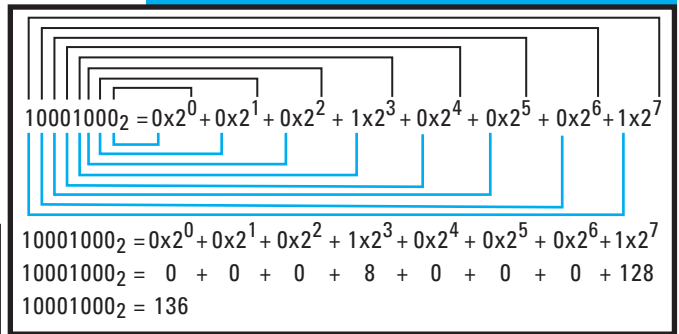 10001000₂ = 0x2⁰ + 0x2¹ + 0x2² + 1x2³ + 0x2⁴ + 0x2⁵ + 0x2⁶ + 1x2⁷
10001000₂ = 0x2⁰ + 0x2¹ + 0x2² + 1x2³ + 0x2⁴ + 0x2⁵ + 0x2⁶ + 1x2⁷
10001000₂ = 0 + 0 + 0 + 8 + 0 + 0 + 0 + 128
10001000₂ = 136